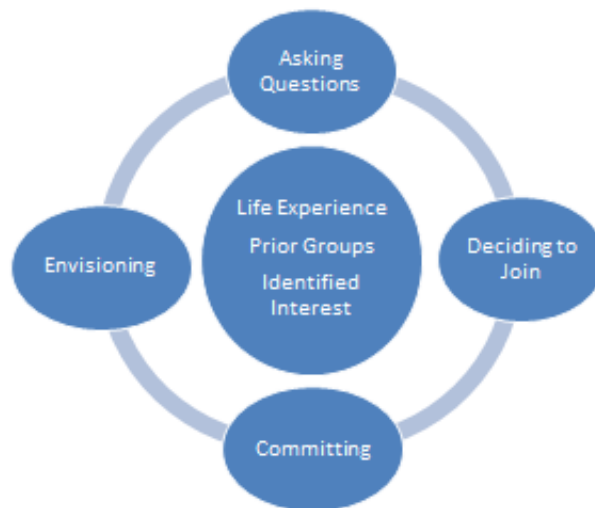 Asking
Questions
Life Experience
Prior Groups
Identified
Interest
Envisioning
Deciding to
Join
Committing